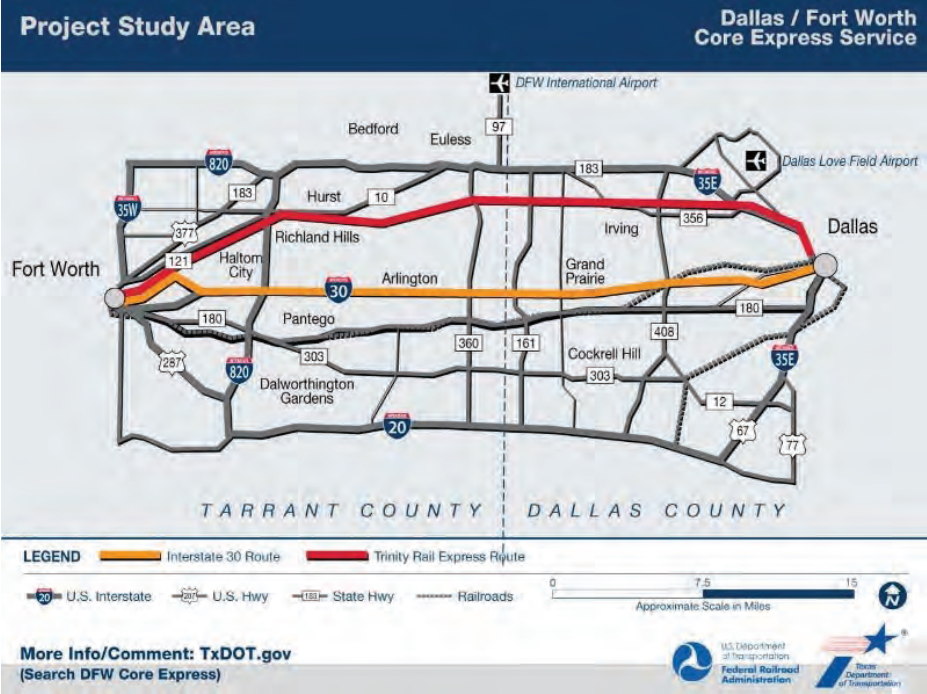 Project Study Area
Dallas / Fort Worth
Core Express Service
DFW International Airport
97
Bedford
Euless
820
183
Dallas Love Field Airport
35E
183
Hurst
10
35W
356
377
Richland Hills
Irving
Dallas
121
Haltom
City
Fort Worth
Arlington
Grand
Prairie
30
180
Pantego
180
408
303
360
161
Cockrell Hill
35E
287
820
303
Dalworthington
Gardens
12
20
67
77
TARRANT COUNTY
DALLAS COUNTY
LEGEND
Interstate 30 Route
Trinity Rail Express Route
20 U.S. Interstate
287 U.S. Hwy
183 State Hwy
Railroads
0 7.5 15
Approximate Scale in Miles
N
More Info/Comment: TxDOT.gov
(Search DFW Core Express)
U.S. Department
of Transportation
Federal Railroad
Administration
Texas
Department
of Transportation
®